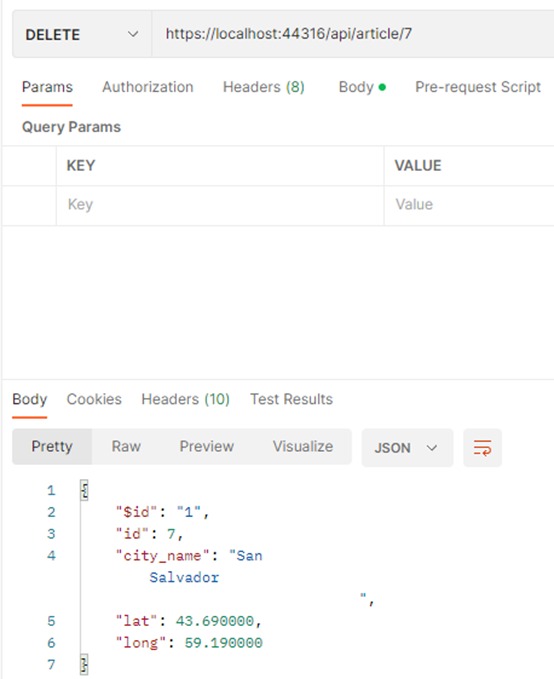 DELETE https://localhost:44316/api/article/7
Params Authorization Headers (8) Body Pre-request Script
Query Params
KEY VALUE
Key Value
Body Cookies Headers (10) Test Results
Pretty Raw Preview Visualize JSON
1 {
2 "$id": "1",
3 "id": 7,
4 "city_name": "San
Salvador
",
5 "lat": 43.690000,
6 "long": 59.190000
7 }